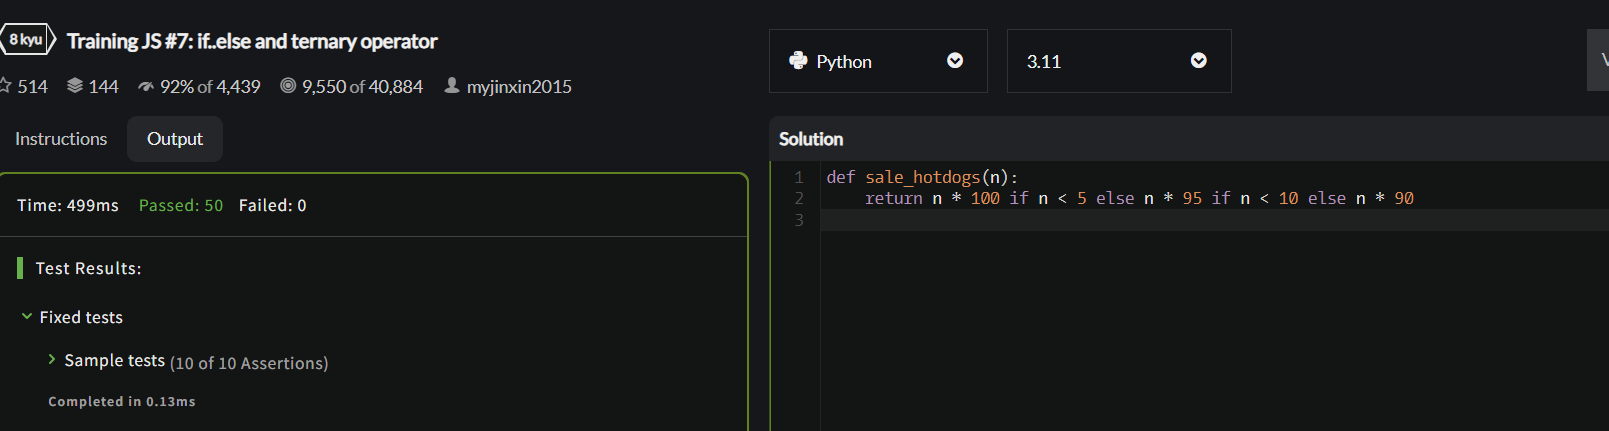 8 kyu Training JS #7: if..else and ternary operator
514 144 92% of 4,439 9,550 of 40,884 myjinxin2015
Instructions Output
Time: 499ms Passed: 50 Failed: 0
Test Results:
Fixed tests
Sample tests (10 of 10 Assertions)
Completed in 0.13ms
Python 3.11
Solution
1 def sale_hotdogs(n):
2 return n * 100 if n < 5 else n * 95 if n < 10 else n * 90
3